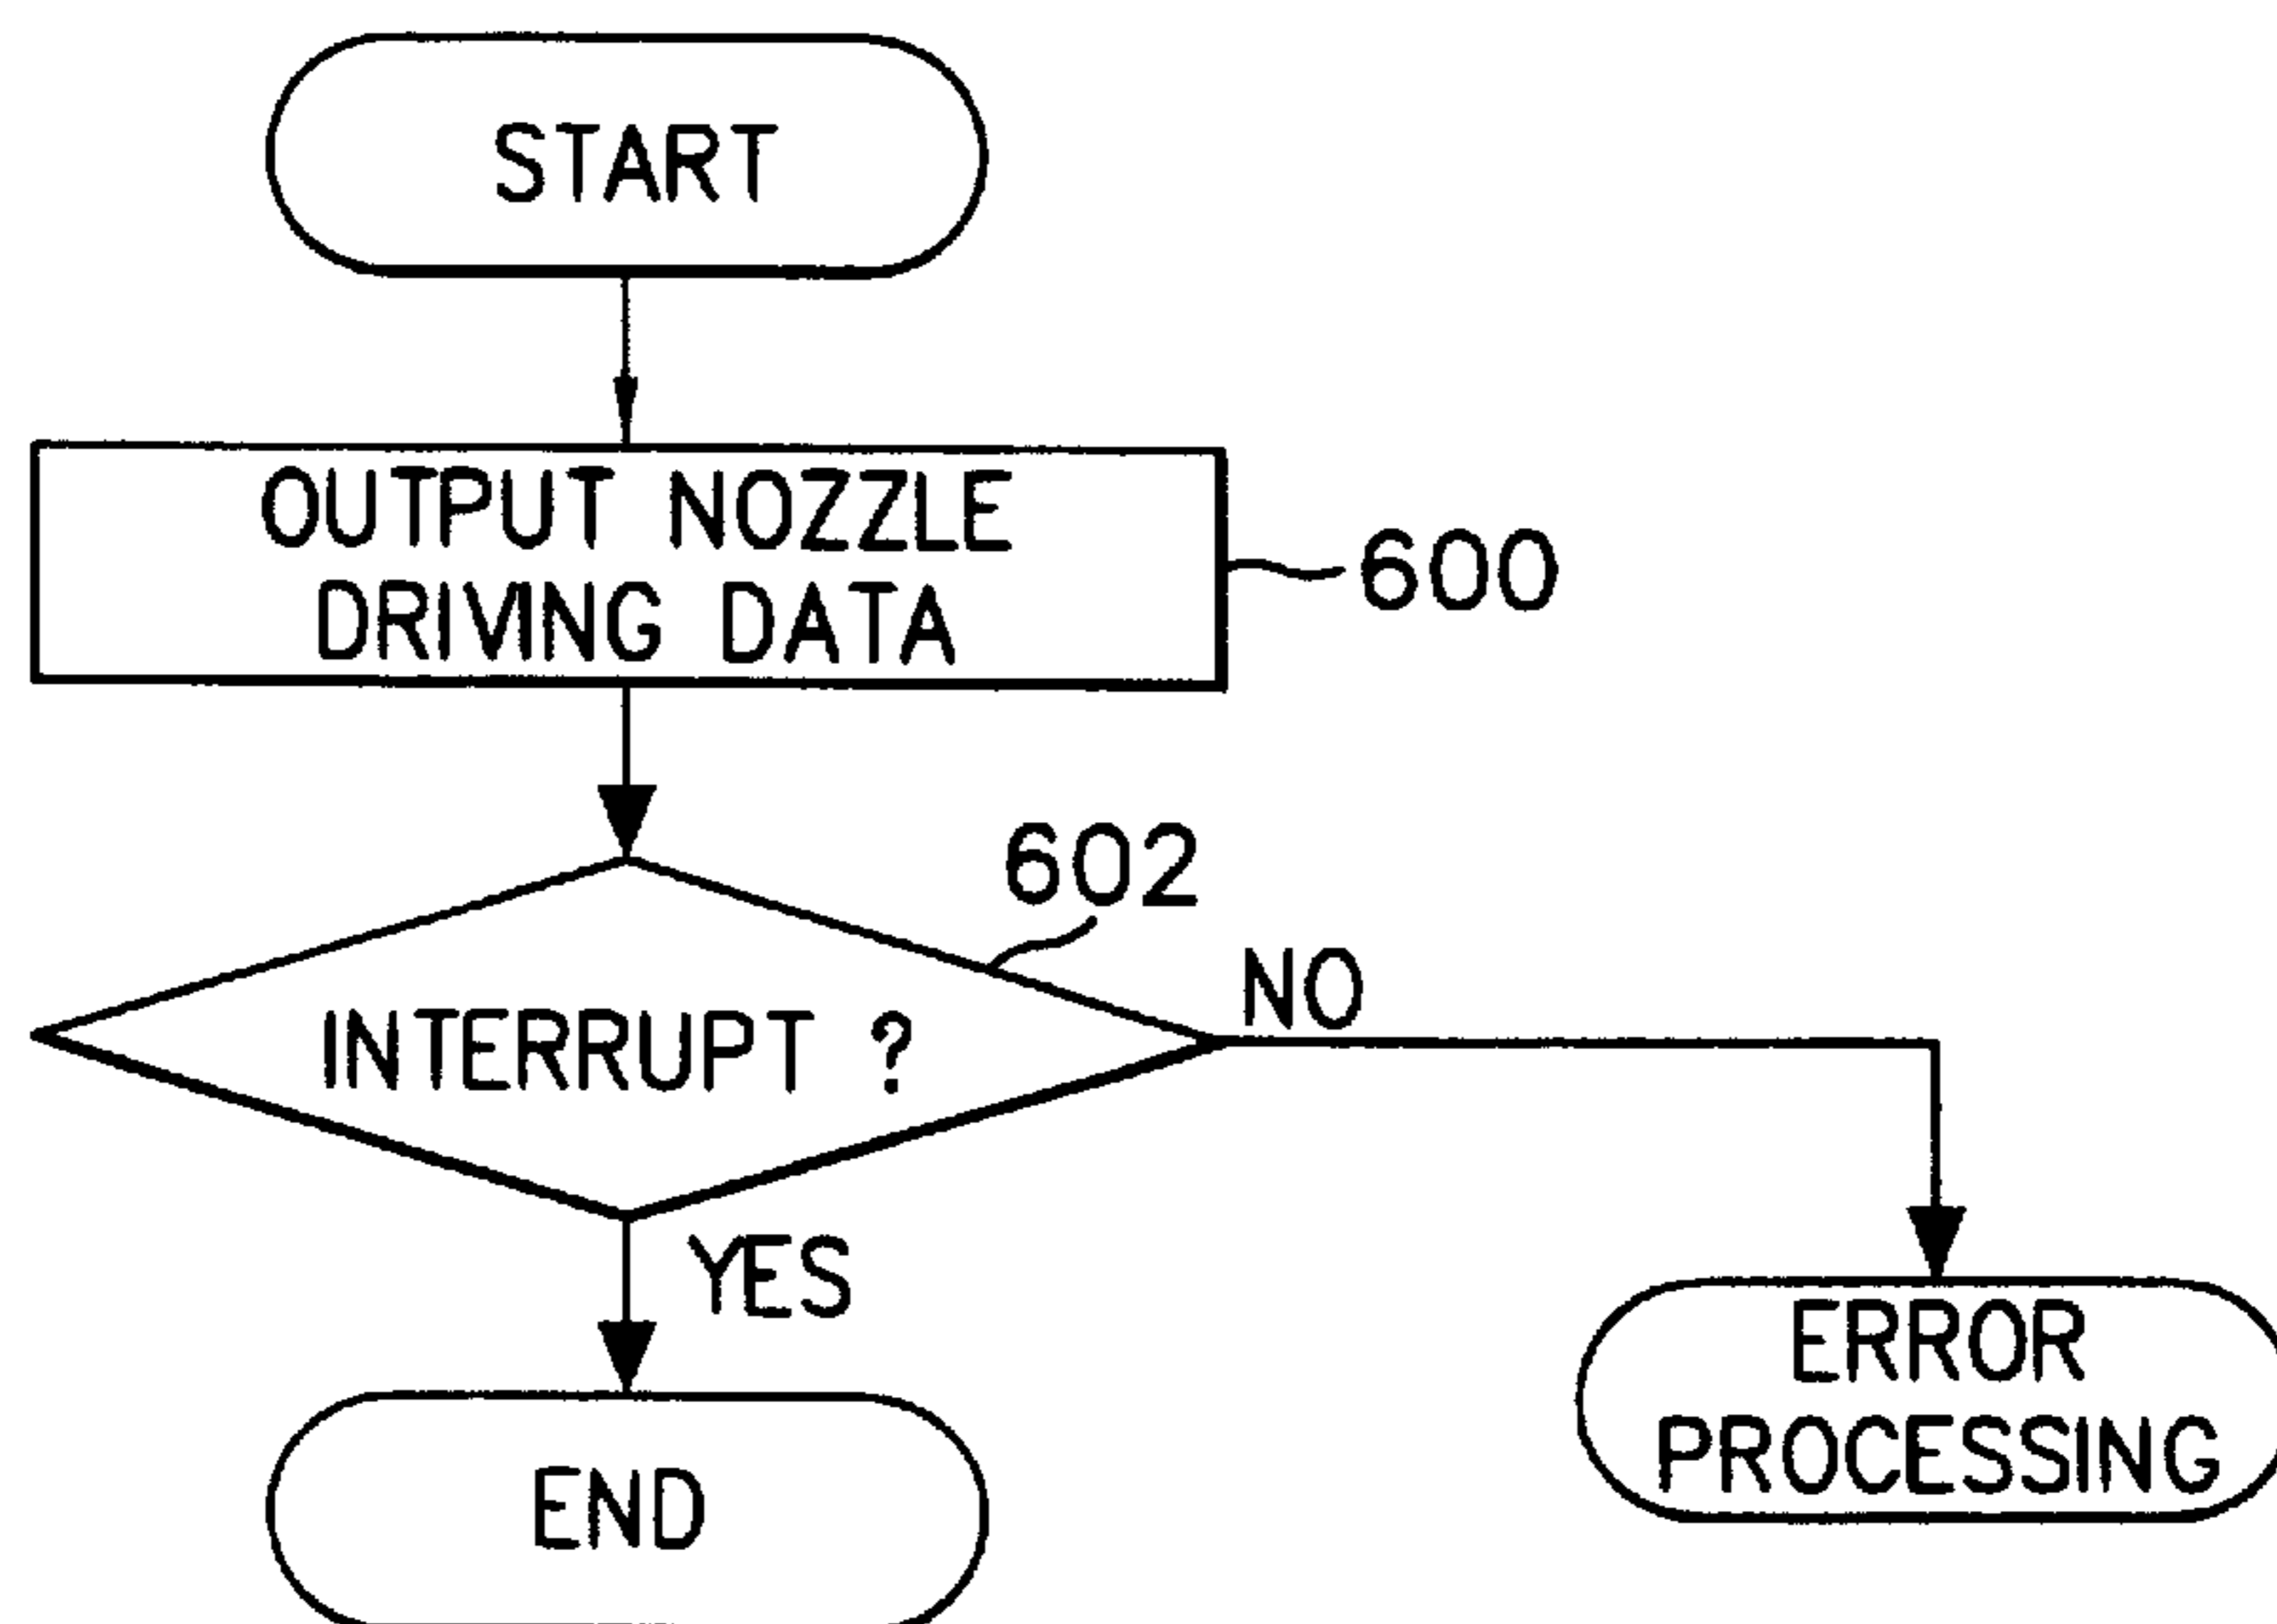 START
OUTPUT NOZZLE
DRIVING DATA
600
602
NO
INTERRUPT ?
YES
ERROR
PROCESSING
END